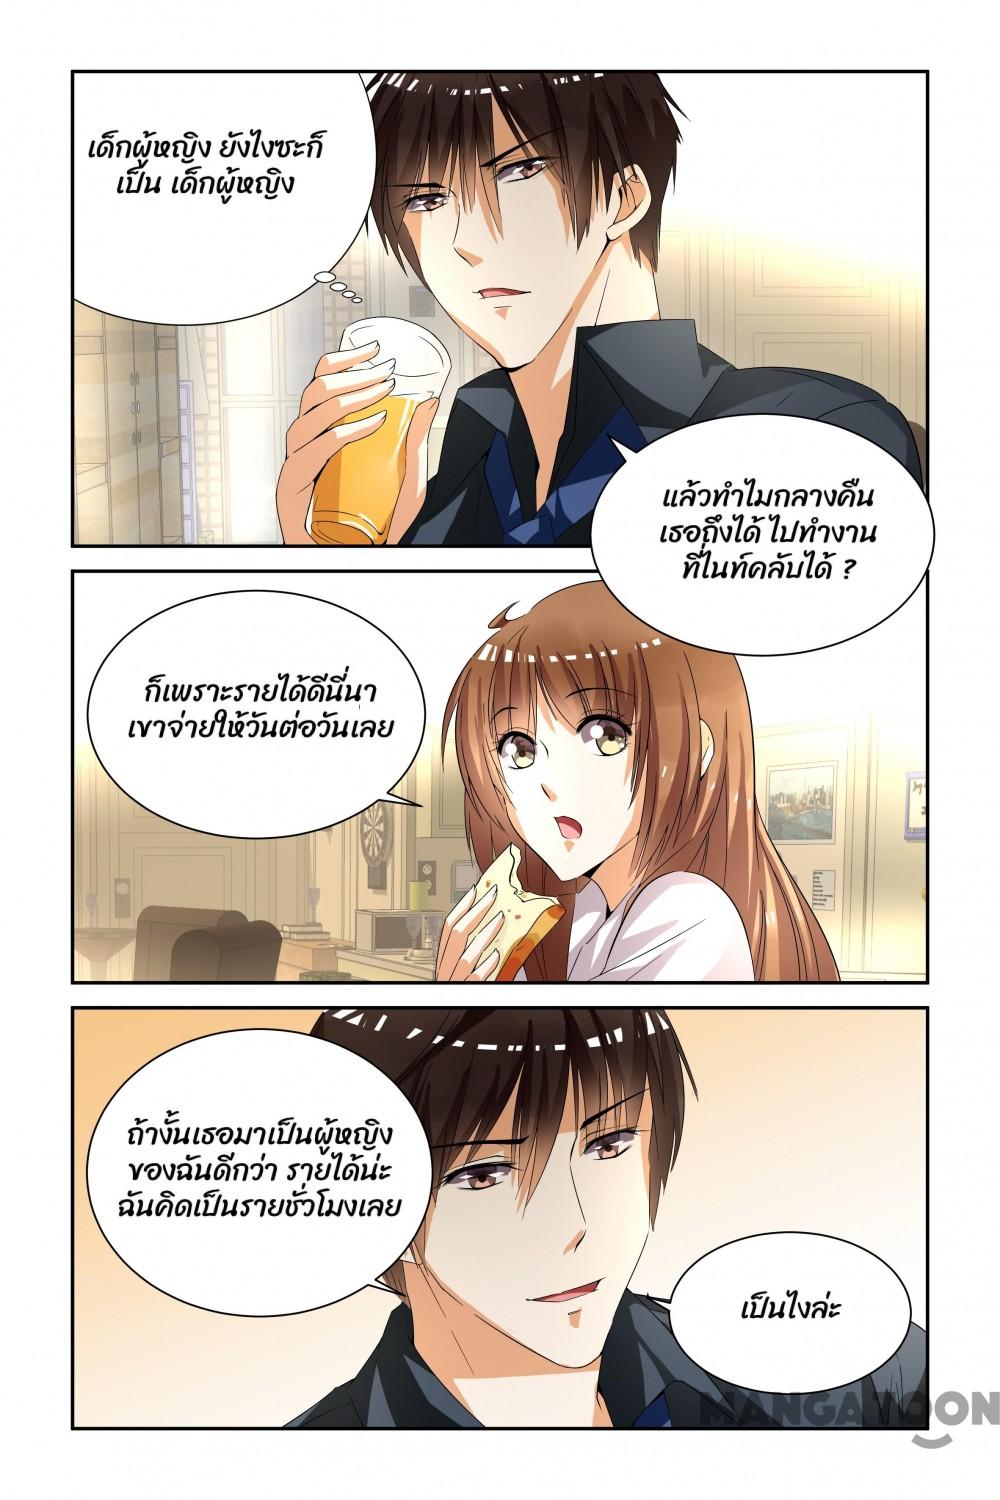 เด็กผู้หญิง ยังไงซะก็
เป็น เด็กผู้หญิง
แล้วทำไมกลางคืน
เธอถึงได้ ไปทำงาน
ที่ไนท์คลับได้ ?
ก็เพราะรายได้ดีนี่นา
เขาจ่ายให้วันต่อวันเลย
ถ้างั้นเธอมาเป็นผู้หญิง
ของฉันดีกว่า รายได้น่ะ
ฉันคิดเป็นรายชั่วโมงเลย
เป็นไงล่ะ
MANGATOON